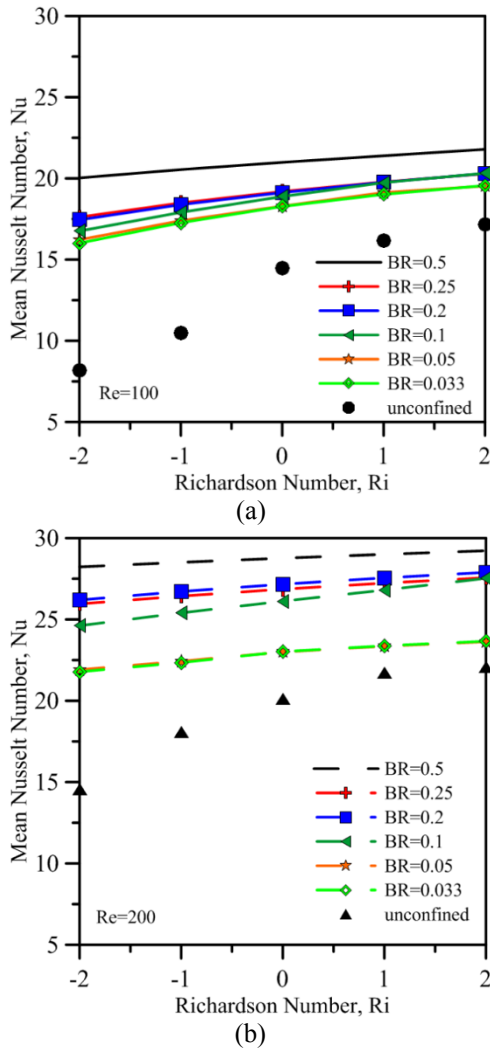 30
25
20
15
10
5
Mean Nusselt Number, Nu
BR=0.5
BR=0.25
BR=0.2
BR=0.1
BR=0.05
BR=0.033
unconfined
Re=100
-2 -1 0 1 2
Richardson Number, Ri
(a)
30
25
20
15
10
5
Mean Nusselt Number, Nu
BR=0.5
BR=0.25
BR=0.2
BR=0.1
BR=0.05
BR=0.033
unconfined
Re=200
-2 -1 0 1 2
Richardson Number, Ri
(b)